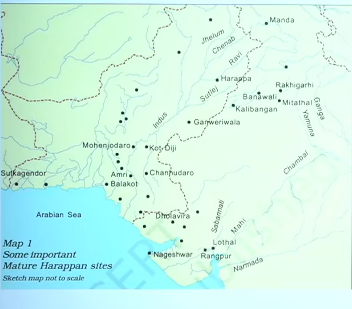 Manda
Jhelum
Chenab
Ravi
Harappa
Rakhigarhi
Sutlej
Banawali
Mitathal
Kalibangan
Ganga
Yamuna
Indus
Ganweriwala
Mohenjodaro
Kot Diji
Chambal
Sutkagendor
Amri
Chanhudaro
Balakot
Arabian Sea
Dholavira
Sabarmati
Mahi
Map 1
Some important
Mature Harappan sites
Sketch map not to scale
Lothal
Nageshwar
Rangpur
Narmada